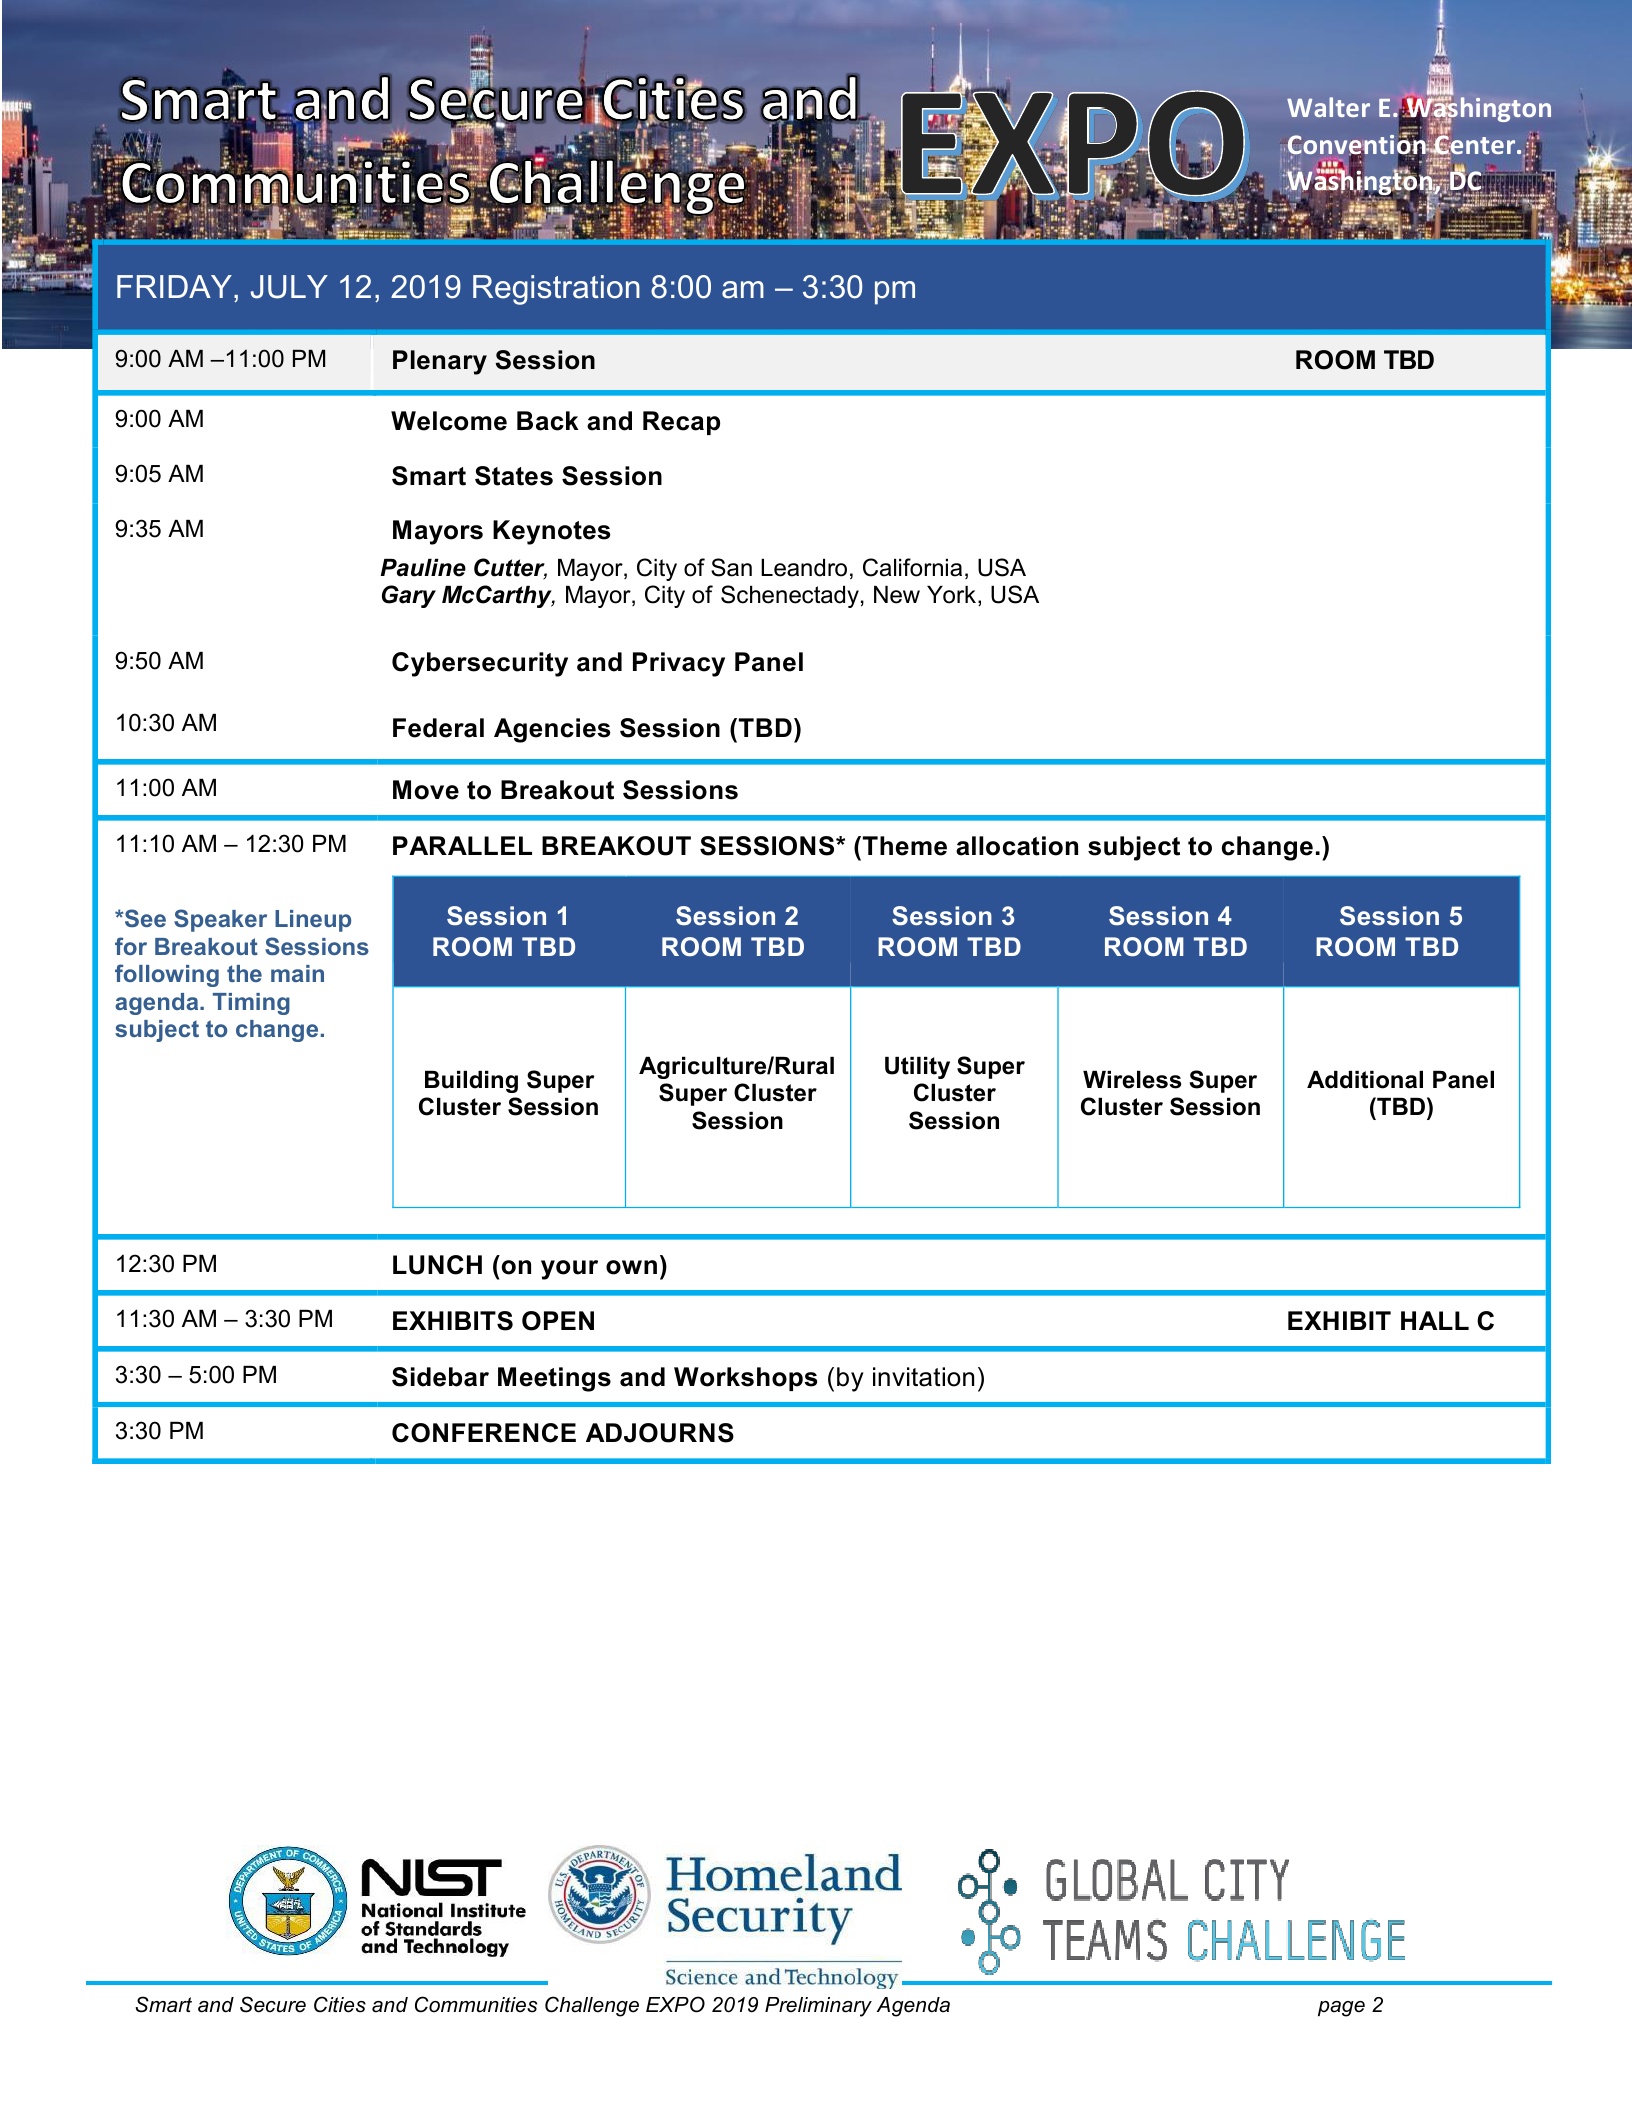 Smart and Secure Cities and
Communities Challenge
EXPO
Walter E. Washington
Convention Center.
Washington, DC
FRIDAY, JULY 12, 2019 Registration 8:00 am – 3:30 pm
9:00 AM –11:00 PM Plenary Session ROOM TBD
9:00 AM Welcome Back and Recap
9:05 AM Smart States Session
9:35 AM Mayors Keynotes
Pauline Cutter, Mayor, City of San Leandro, California, USA
Gary McCarthy, Mayor, City of Schenectady, New York, USA
9:50 AM Cybersecurity and Privacy Panel
10:30 AM Federal Agencies Session (TBD)
11:00 AM Move to Breakout Sessions
11:10 AM – 12:30 PM PARALLEL BREAKOUT SESSIONS* (Theme allocation subject to change.)
*See Speaker Lineup
for Breakout Sessions
following the main
agenda. Timing
subject to change.
Session 1
ROOM TBD
Session 2
ROOM TBD
Session 3
ROOM TBD
Session 4
ROOM TBD
Session 5
ROOM TBD
Building Super
Cluster Session
Agriculture/Rural
Super Cluster
Session
Utility Super
Cluster
Session
Wireless Super
Cluster Session
Additional Panel
(TBD)
12:30 PM LUNCH (on your own)
11:30 AM – 3:30 PM EXHIBITS OPEN EXHIBIT HALL C
3:30 – 5:00 PM Sidebar Meetings and Workshops (by invitation)
3:30 PM CONFERENCE ADJOURNS
DEPARTMENT OF COMMERCE
UNITED STATES OF AMERICA
NIST
National Institute
of Standards
and Technology
U.S. DEPARTMENT OF
HOMELAND SECURITY
Homeland
Security
Science and Technology
GLOBAL CITY
TEAMS CHALLENGE
Smart and Secure Cities and Communities Challenge EXPO 2019 Preliminary Agenda page 2